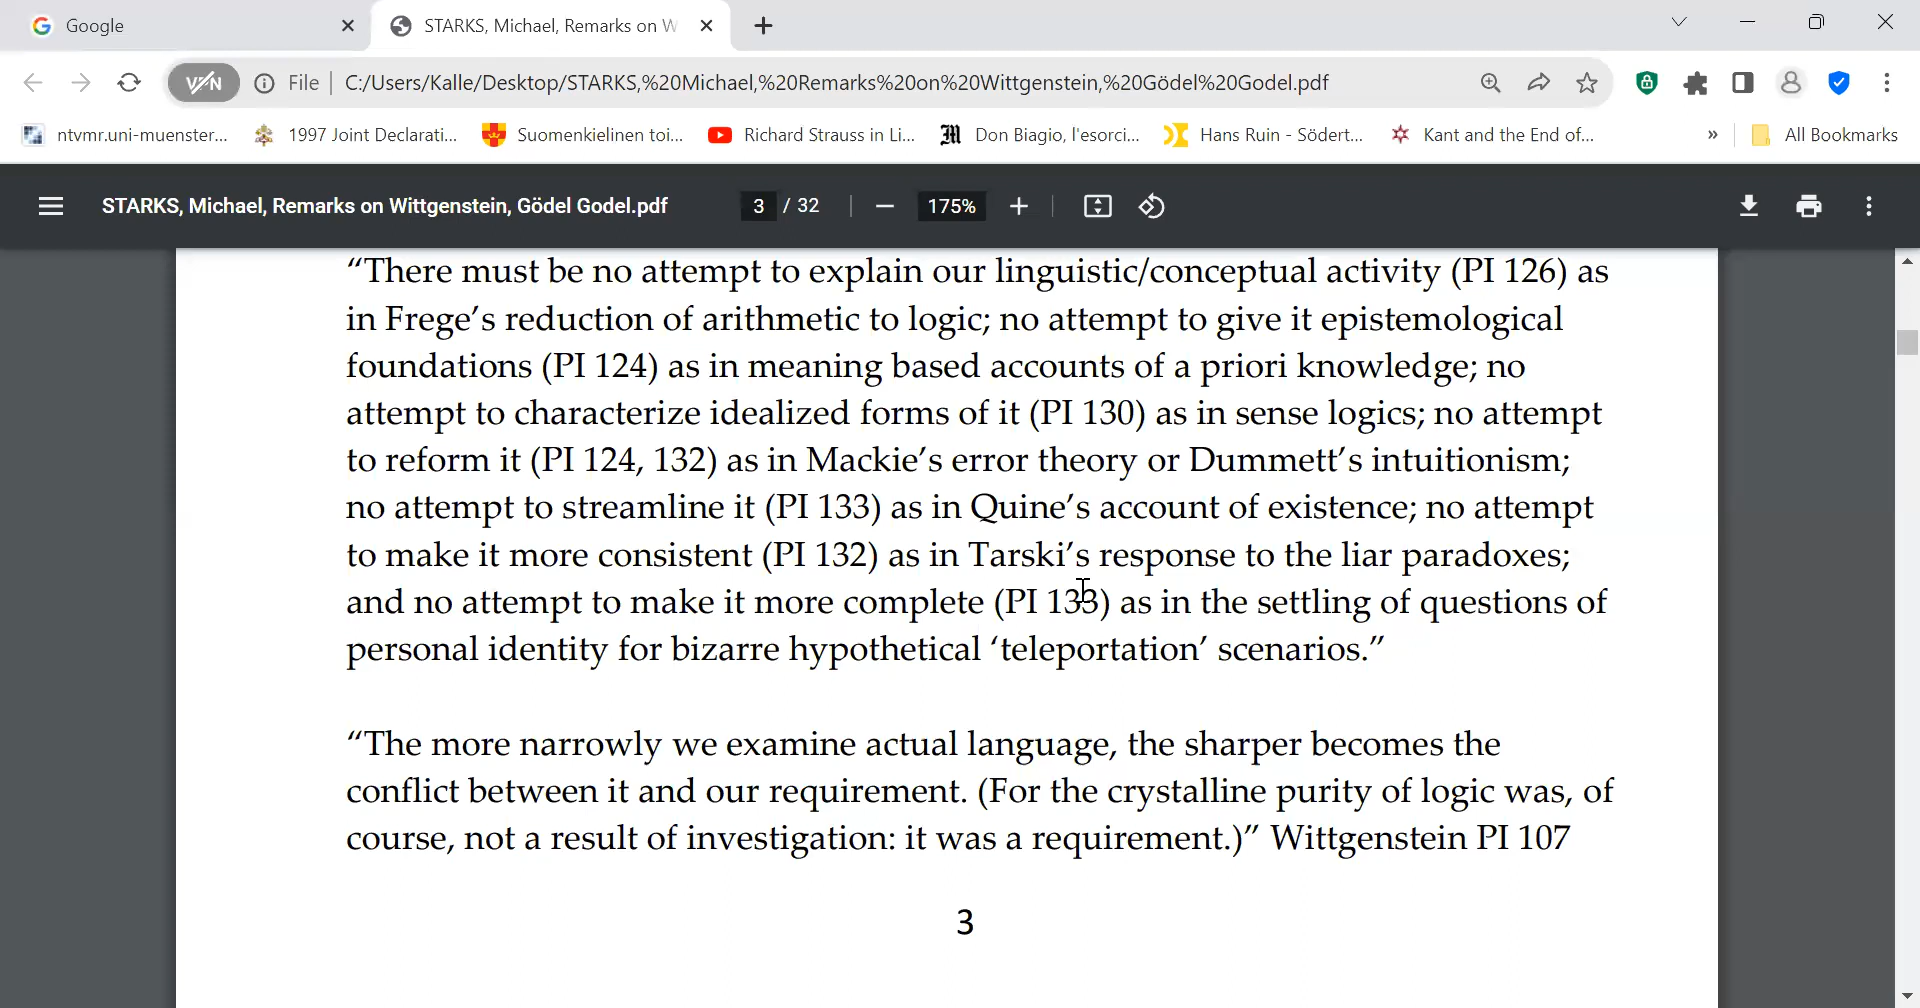 Google
STARKS, Michael, Remarks on W
VPN
File
C:/Users/Kalle/Desktop/STARKS,%20Michael,%20Remarks%20on%20Wittgenstein,%20Gödel%20Godel.pdf
ntvmr.uni-muenster...
1997 Joint Declarati...
Suomenkielinen toi...
Richard Strauss in Li...
Don Biagio, l'esorci...
Hans Ruin - Södert...
Kant and the End of...
»
All Bookmarks
STARKS, Michael, Remarks on Wittgenstein, Gödel Godel.pdf
3 / 32
175%
“There must be no attempt to explain our linguistic/conceptual activity (PI 126) as
in Frege’s reduction of arithmetic to logic; no attempt to give it epistemological
foundations (PI 124) as in meaning based accounts of a priori knowledge; no
attempt to characterize idealized forms of it (PI 130) as in sense logics; no attempt
to reform it (PI 124, 132) as in Mackie’s error theory or Dummett’s intuitionism;
no attempt to streamline it (PI 133) as in Quine’s account of existence; no attempt
to make it more consistent (PI 132) as in Tarski’s response to the liar paradoxes;
and no attempt to make it more complete (PI 133) as in the settling of questions of
personal identity for bizarre hypothetical ‘teleportation’ scenarios.”
“The more narrowly we examine actual language, the sharper becomes the
conflict between it and our requirement. (For the crystalline purity of logic was, of
course, not a result of investigation: it was a requirement.)” Wittgenstein PI 107
3